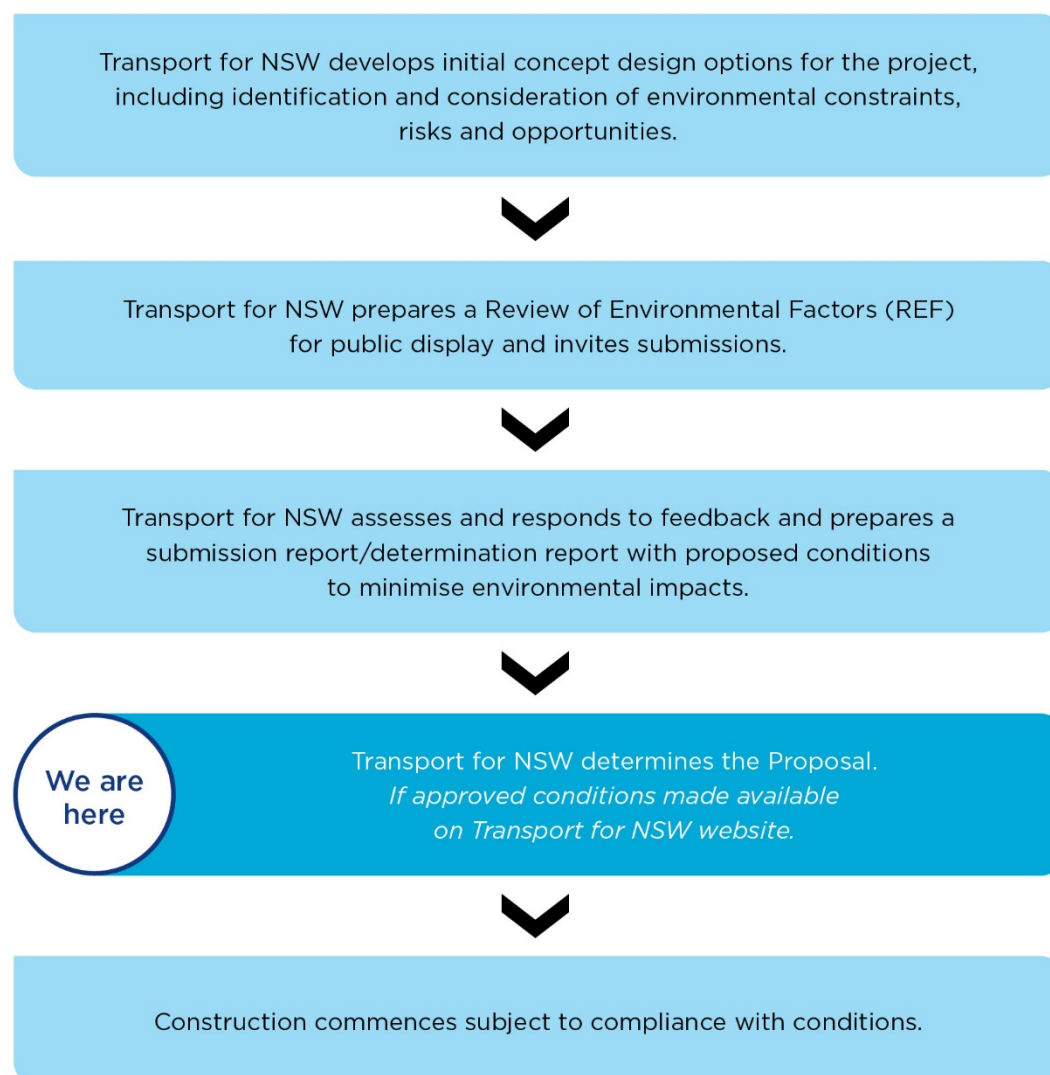 Transport for NSW develops initial concept design options for the project,
including identification and consideration of environmental constraints,
risks and opportunities.
Transport for NSW prepares a Review of Environmental Factors (REF)
for public display and invites submissions.
Transport for NSW assesses and responds to feedback and prepares a
submission report/determination report with proposed conditions
to minimise environmental impacts.
We are
here
Transport for NSW determines the Proposal.
If approved conditions made available
on Transport for NSW website.
Construction commences subject to compliance with conditions.